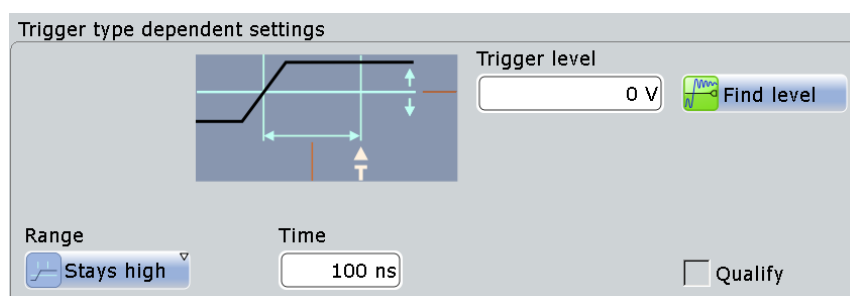 Trigger type dependent settings
Trigger level
0 V
Find level
T
Range
Time
Stays high
100 ns
Qualify